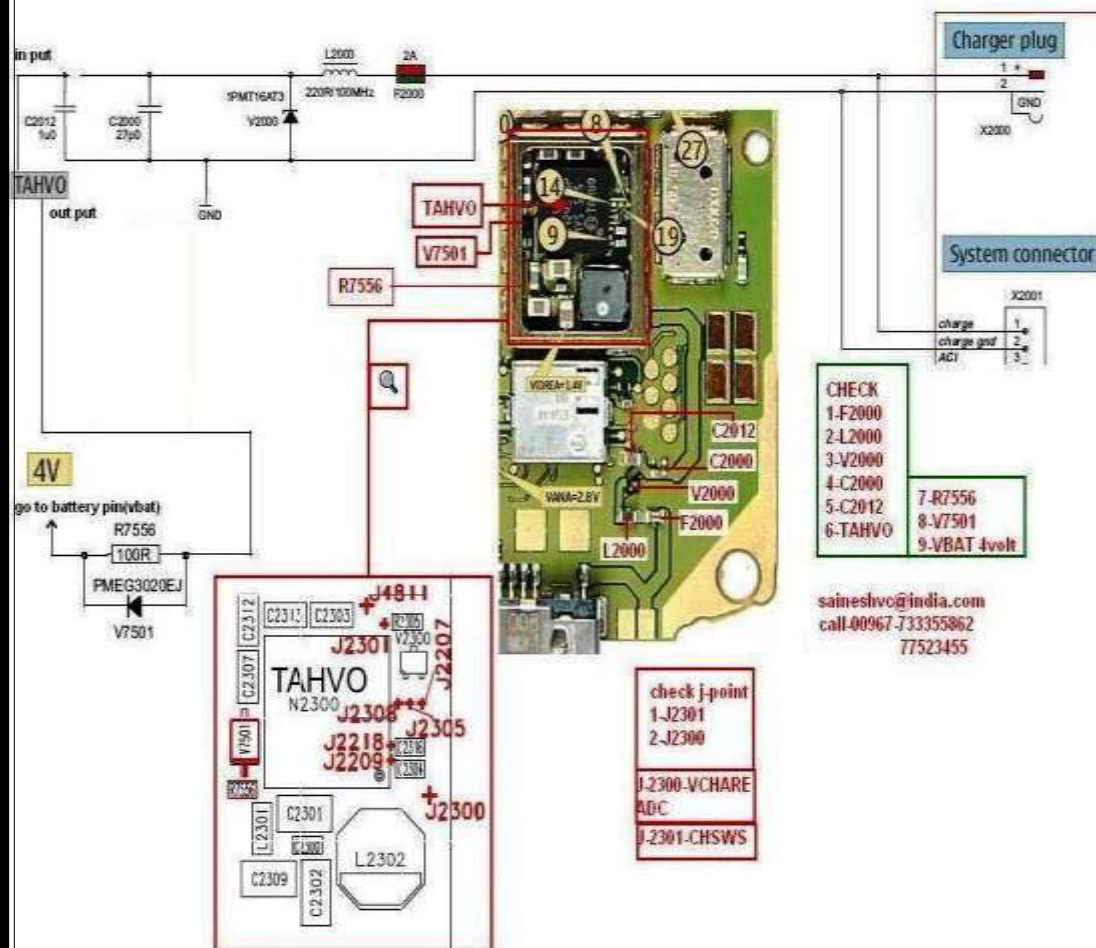 in put
L2000
2A
220R/100MHz
F2000
1PMT16AT3
V2000
C2012
1u0
C2000
27p0
TAHVO
out put
GND
Charger plug
1 +
2
GND
X2000
System connector
X2001
charge 1
charge gnd 2
ACI 3
0
8
27
14
9
19
TAHVO
V7501
R7556
VCOREA=1.4V
VANA=2.8V
C2012
C2000
V2000
F2000
L2000
4V
go to battery pin(vbat)
R7556
100R
PMEG3020EJ
V7501
CHECK
1-F2000
2-L2000
3-V2000
4-C2000
5-C2012
6-TAHVO
7-R7556
8-V7501
9-VBAT 4volt
saineshvc@india.com
call-00967-733355862
77523455
check j-point
1-J2301
2-J2300
J-2300-VCHARE
ADC
J-2301-CHSWS
J4811
C2312
C2313
C2303
R2305
J2301
V2300
J2207
C2307
TAHVO
N2300
J2308
J2305
V7501
J2218
C2316
J2209
C2304
R7556
J2300
L2301
C2301
C2300
L2302
C2309
C2302